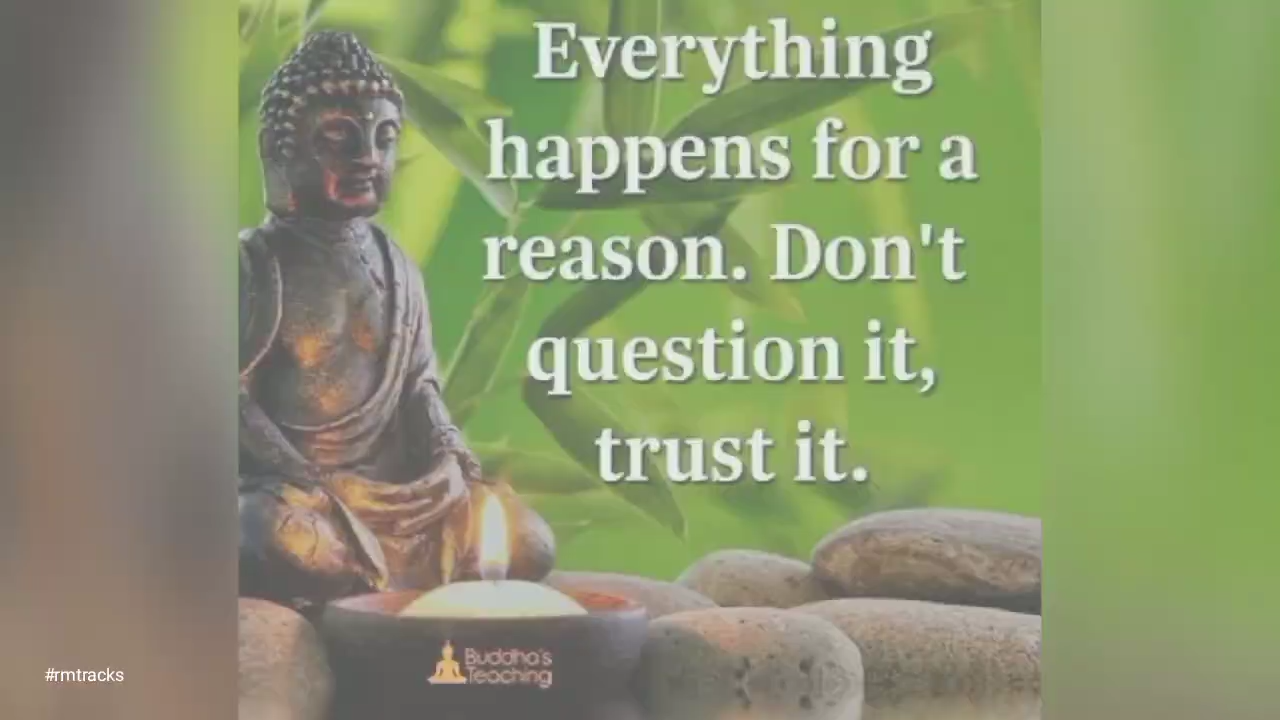 Everything
happens for a
reason. Don't
question it,
trust it.
Buddha's
Teaching
#rmtracks